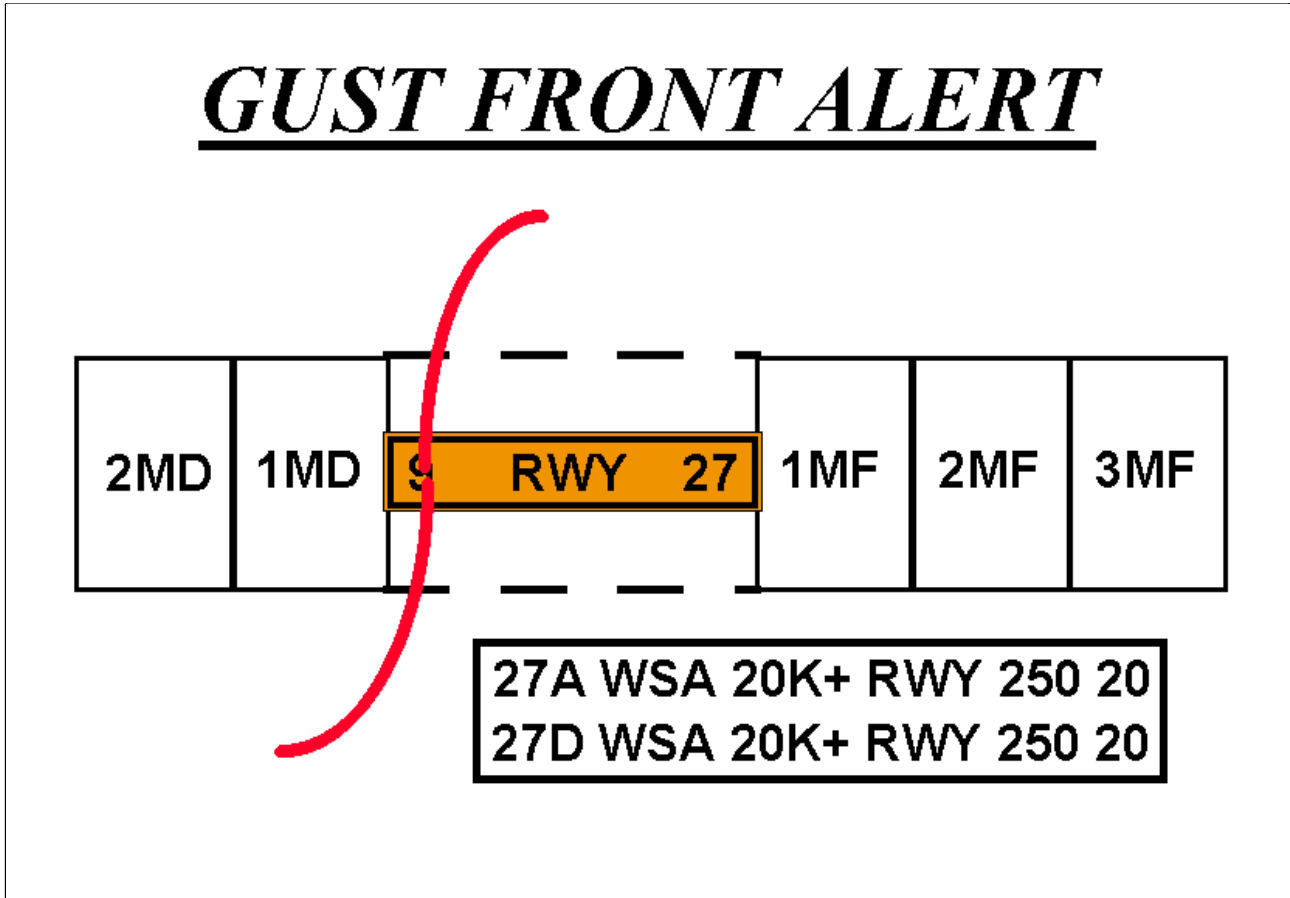 GUST FRONT ALERT
2MD 1MD 9 RWY 27 1MF 2MF 3MF
27A WSA 20K+ RWY 250 20
27D WSA 20K+ RWY 250 20